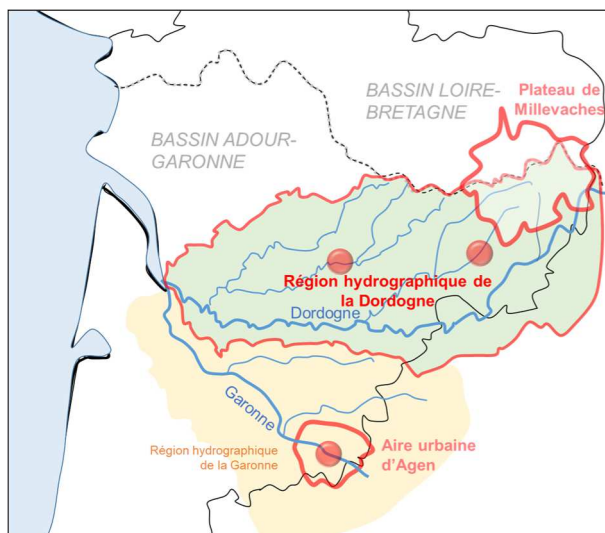 BASSIN LOIRE-
BRETAGNE
Plateau de
Millevaches
BASSIN ADOUR-
GARONNE
Région hydrographique de
la Dordogne
Dordogne
Garonne
Région hydrographique
de la Garonne
Aire urbaine
d'Agen